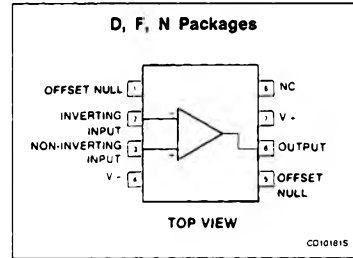 D, F, N Packages
OFFSET NULL 1
8 NC
INVERTING
INPUT 2
7 V+
NON-INVERTING
INPUT 3
6 OUTPUT
V- 4
5 OFFSET
NULL
TOP VIEW
CD10181S